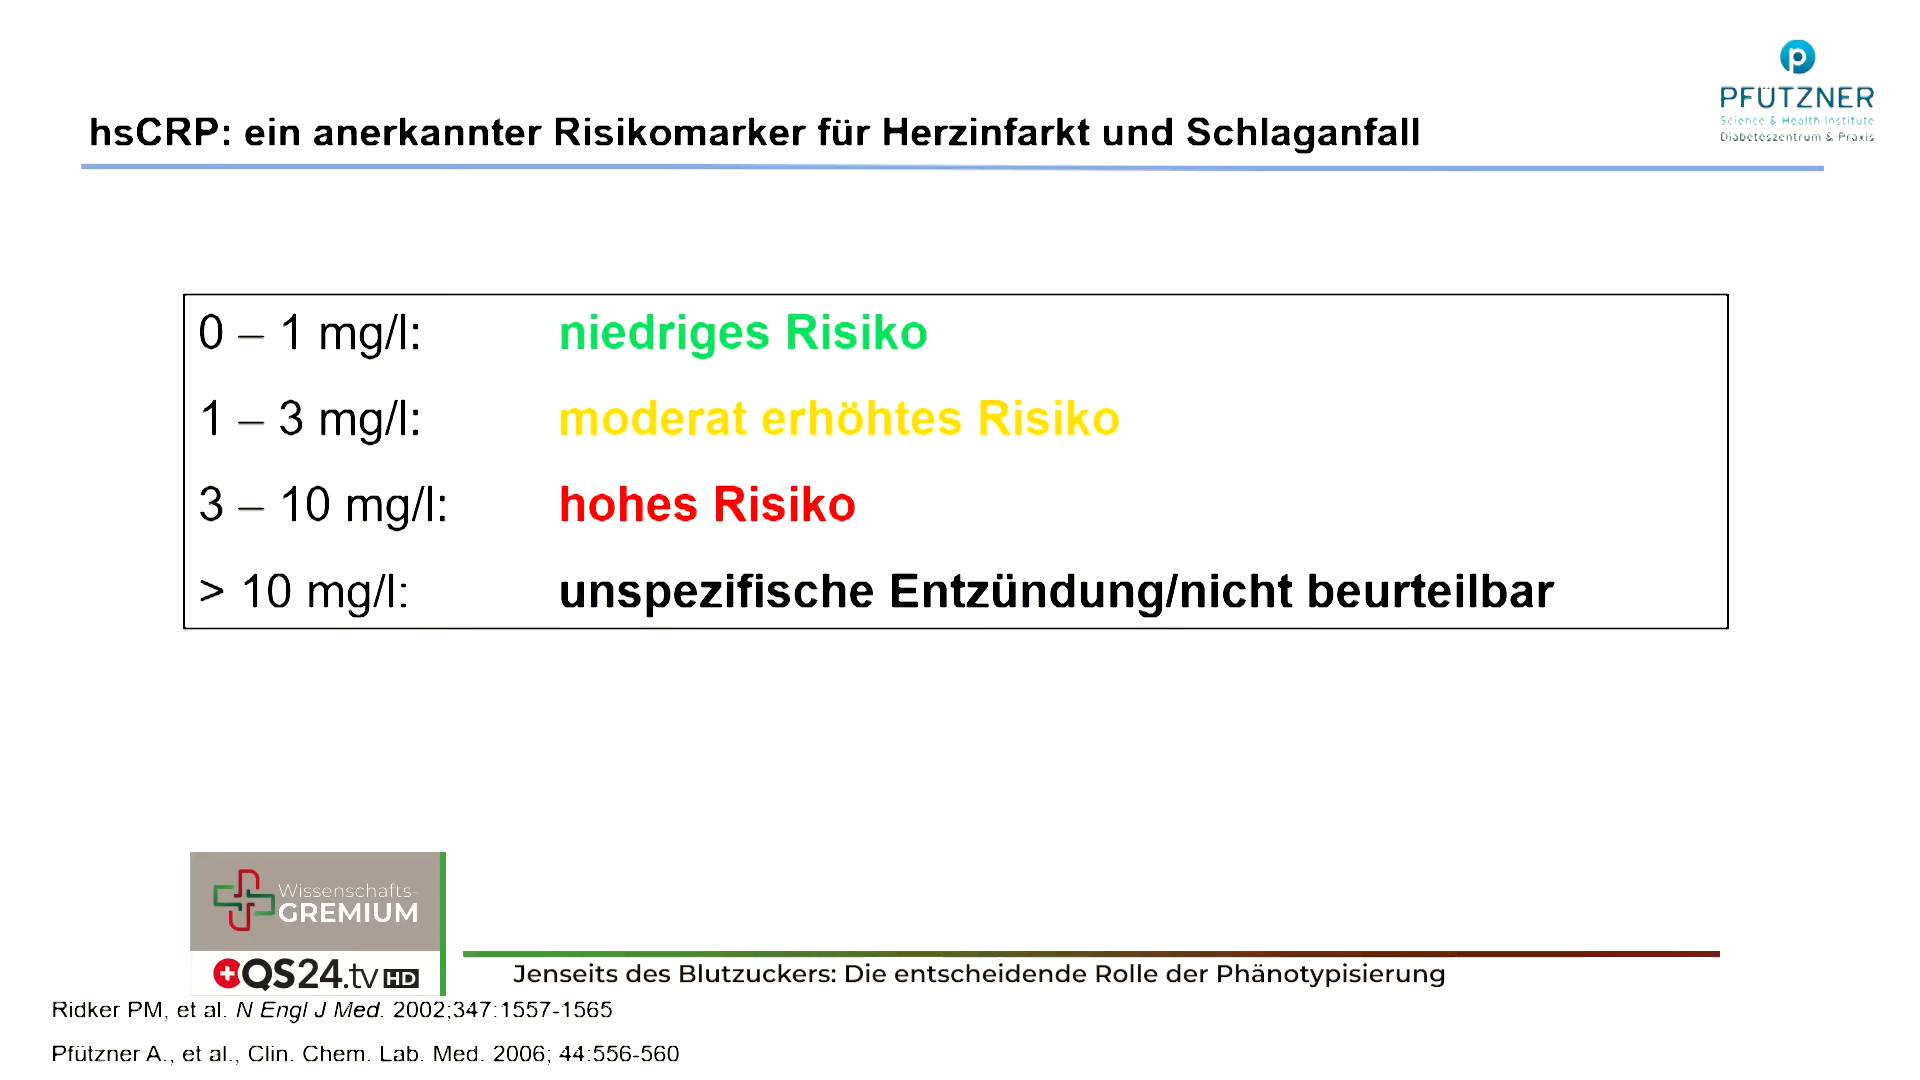 PFÜTZNER
Science & Health Institute
Diabeteszentrum & Praxis
hsCRP: ein anerkannter Risikomarker für Herzinfarkt und Schlaganfall
0 – 1 mg/l: niedriges Risiko
1 – 3 mg/l: moderat erhöhtes Risiko
3 – 10 mg/l: hohes Risiko
> 10 mg/l: unspezifische Entzündung/nicht beurteilbar
Wissenschafts-
GREMIUM
QS24.tv HD
Jenseits des Blutzuckers: Die entscheidende Rolle der Phänotypisierung
Ridker PM, et al. N Engl J Med. 2002;347:1557-1565
Pfützner A., et al., Clin. Chem. Lab. Med. 2006; 44:556-560